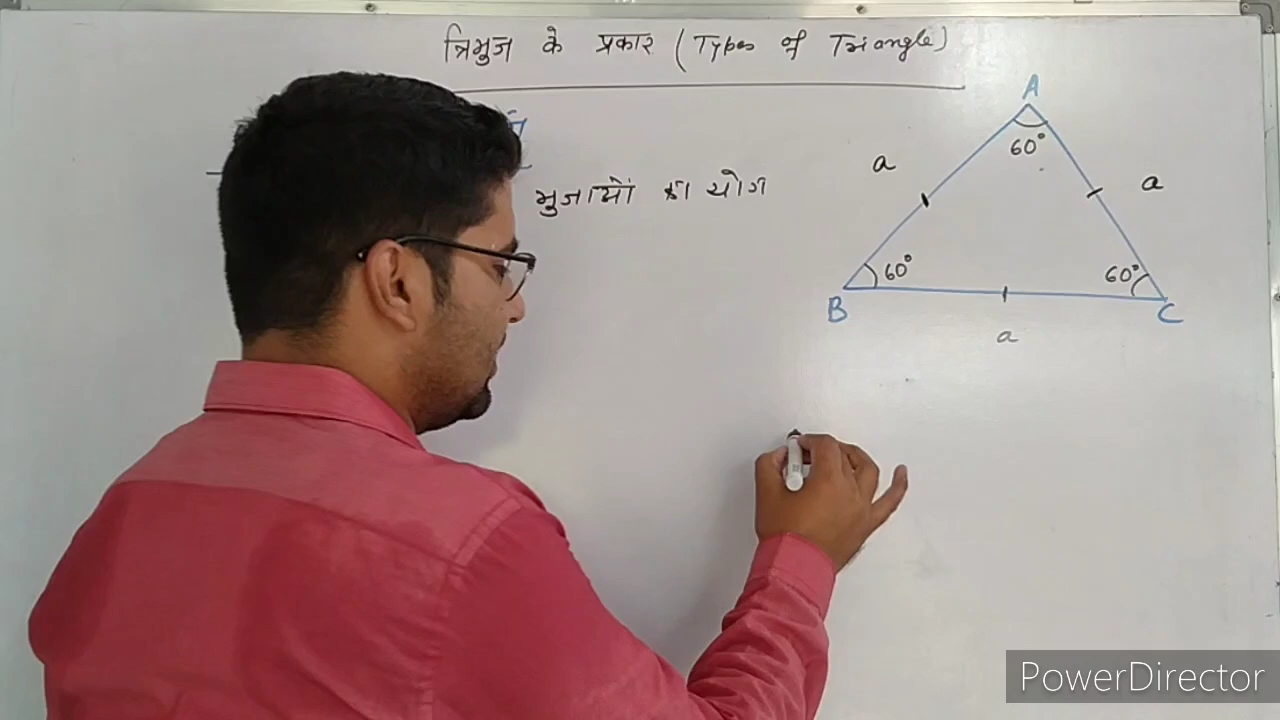 त्रिभुज के प्रकार (Types of Triangle)
भुजाओं का योग
A
60°
a
a
60°
60°
B
C
a
PowerDirector